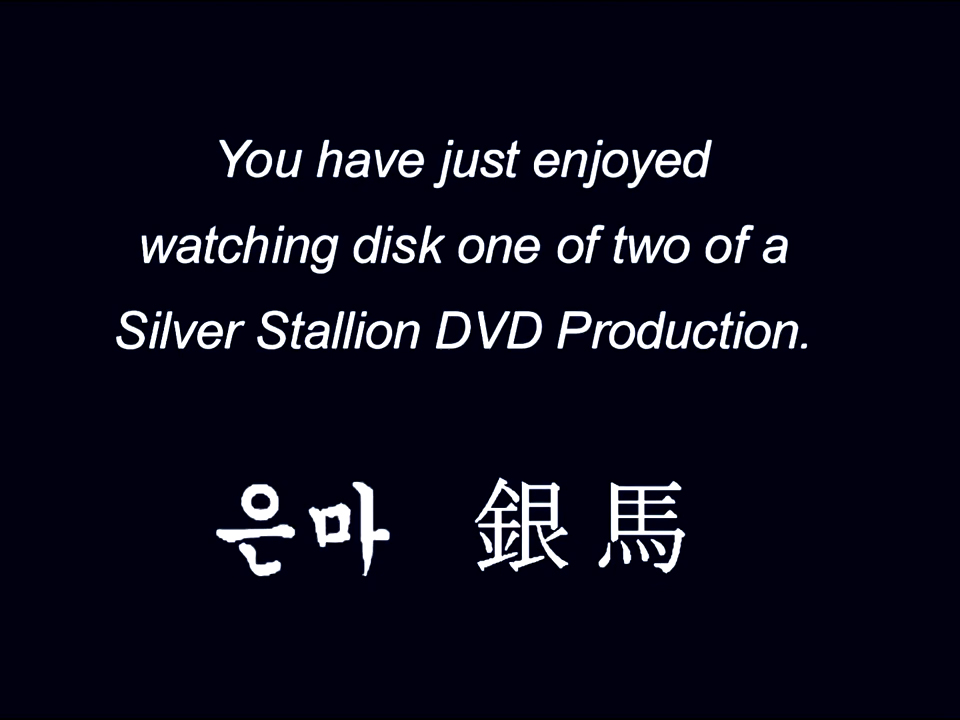 You have just enjoyed
watching disk one of two of a
Silver Stallion DVD Production.
은마 銀馬